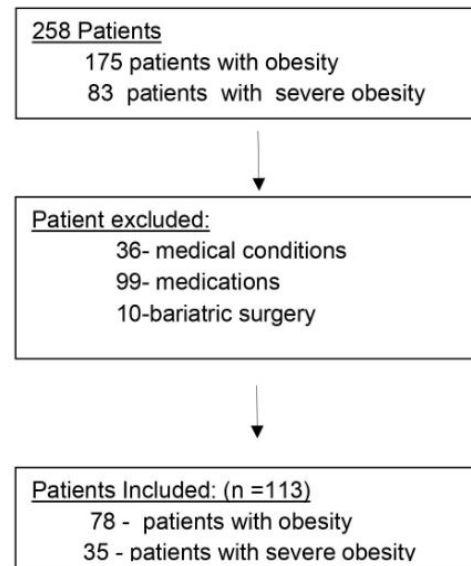 258 Patients
175 patients with obesity
83 patients with severe obesity
Patient excluded:
36- medical conditions
99- medications
10-bariatric surgery
Patients Included: (n =113)
78 - patients with obesity
35 - patients with severe obesity